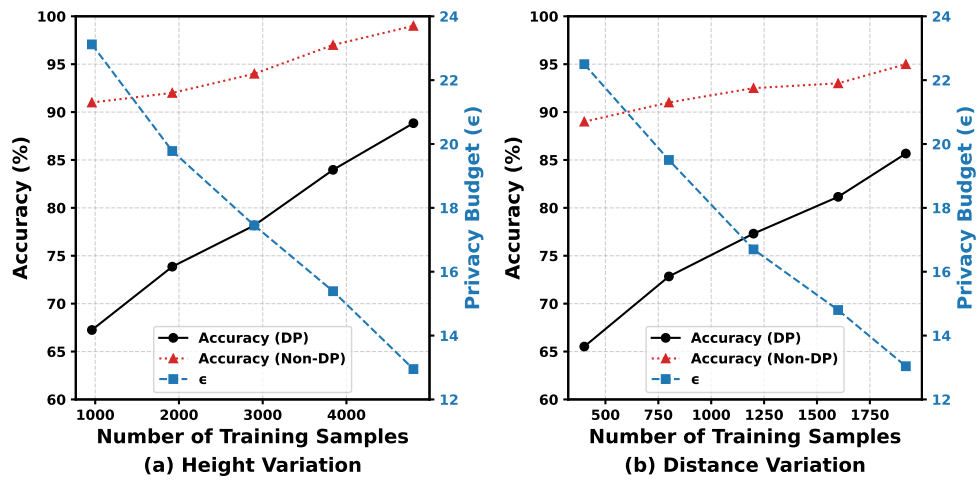 100
95
90
85
80
75
70
65
60
Accuracy (%)
24
22
20
18
16
14
12
Privacy Budget (ϵ)
Accuracy (DP)
Accuracy (Non-DP)
ϵ
1000 2000 3000 4000
Number of Training Samples
(a) Height Variation
100
95
90
85
80
75
70
65
60
Accuracy (%)
24
22
20
18
16
14
12
Privacy Budget (ϵ)
Accuracy (DP)
Accuracy (Non-DP)
ϵ
500 750 1000 1250 1500 1750
Number of Training Samples
(b) Distance Variation